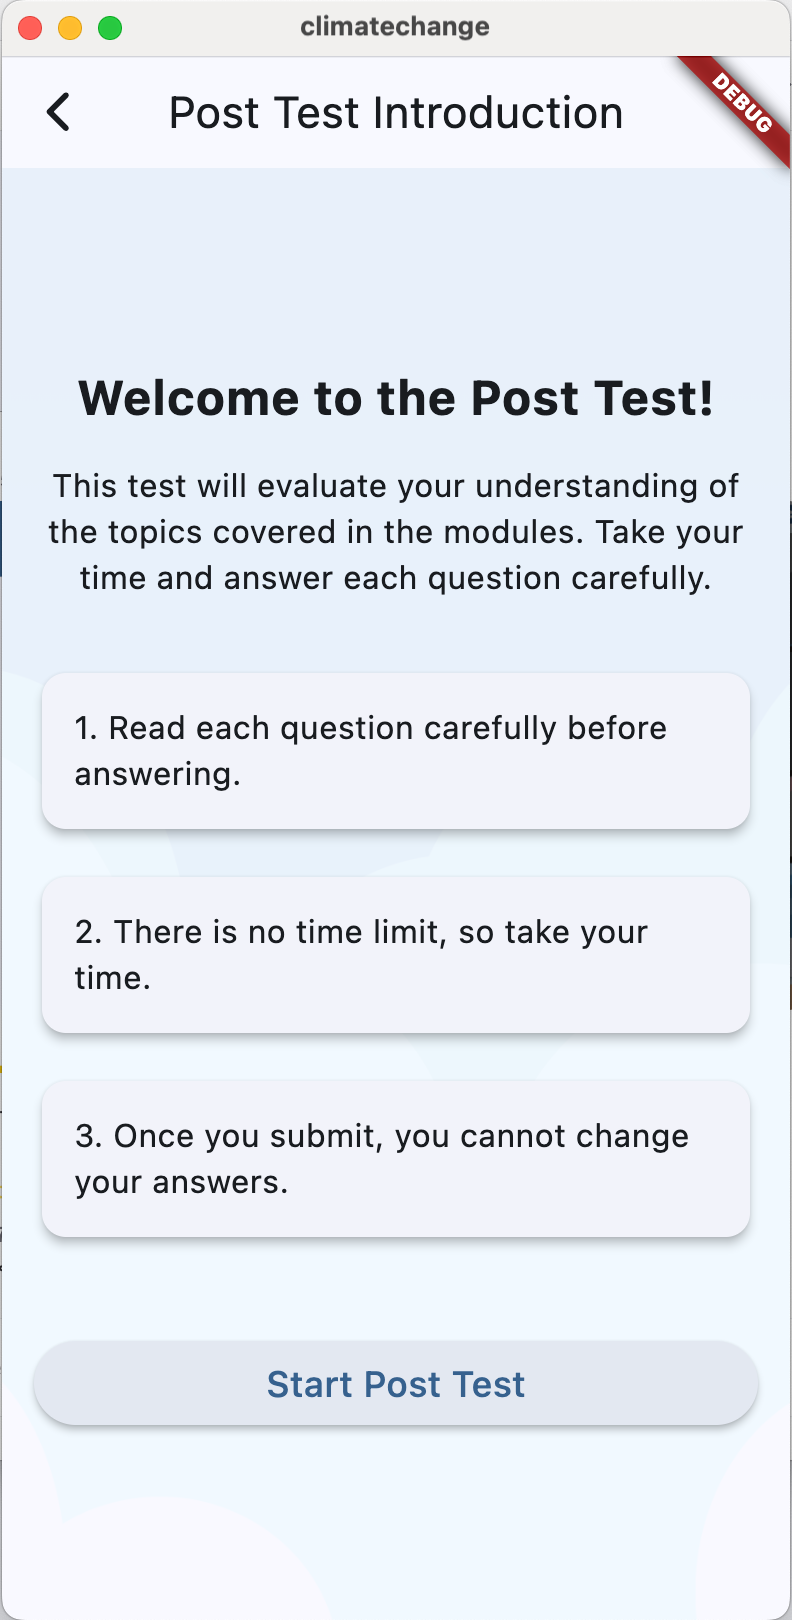 climatechange
Post Test Introduction
DEBUG
Welcome to the Post Test!
This test will evaluate your understanding of
the topics covered in the modules. Take your
time and answer each question carefully.
1. Read each question carefully before
answering.
2. There is no time limit, so take your
time.
3. Once you submit, you cannot change
your answers.
Start Post Test